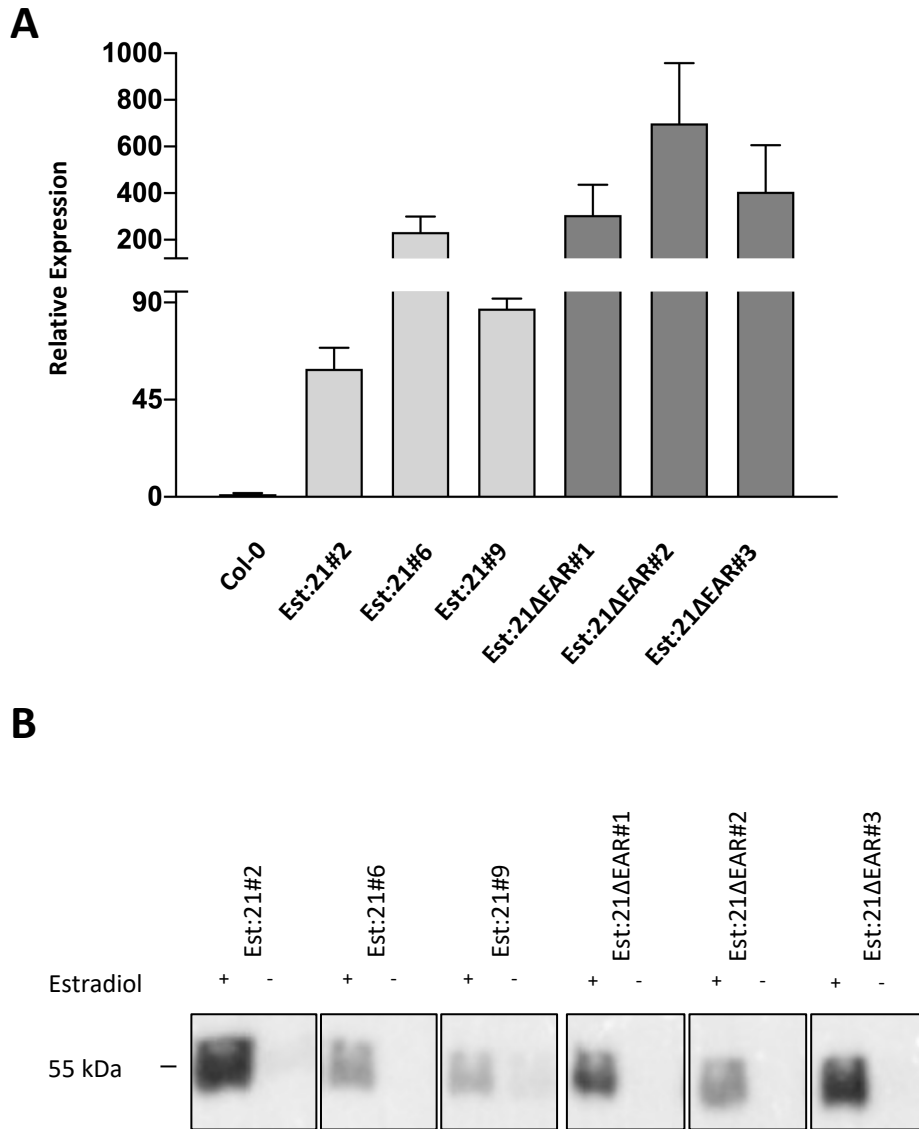 A
Relative Expression
1000
800
600
400
200
90
45
0
Col-0
Est:21#2
Est:21#6
Est:21#9
Est:21ΔEAR#1
Est:21ΔEAR#2
Est:21ΔEAR#3
B
Est:21#2
Est:21#6
Est:21#9
Est:21ΔEAR#1
Est:21ΔEAR#2
Est:21ΔEAR#3
Estradiol + - + - + - + - + - + -
55 kDa –